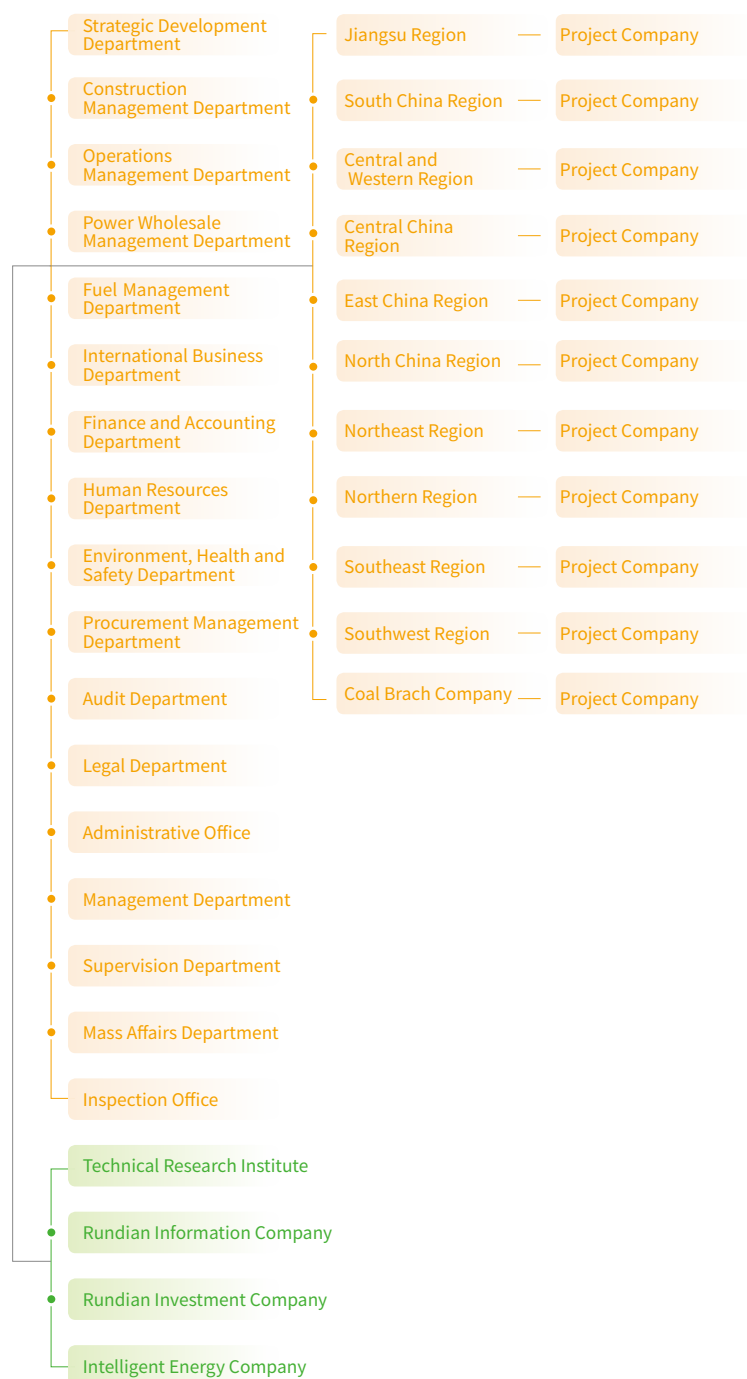 Strategic Development
Department
Construction
Management Department
Operations
Management Department
Power Wholesale
Management Department
Fuel Management
Department
International Business
Department
Finance and Accounting
Department
Human Resources
Department
Environment, Health and
Safety Department
Procurement Management
Department
Audit Department
Legal Department
Administrative Office
Management Department
Supervision Department
Mass Affairs Department
Inspection Office
Technical Research Institute
Rundian Information Company
Rundian Investment Company
Intelligent Energy Company
Jiangsu Region
Project Company
South China Region
Project Company
Central and
Western Region
Project Company
Central China
Region
Project Company
East China Region
Project Company
North China Region
Project Company
Northeast Region
Project Company
Northern Region
Project Company
Southeast Region
Project Company
Southwest Region
Project Company
Coal Brach Company
Project Company